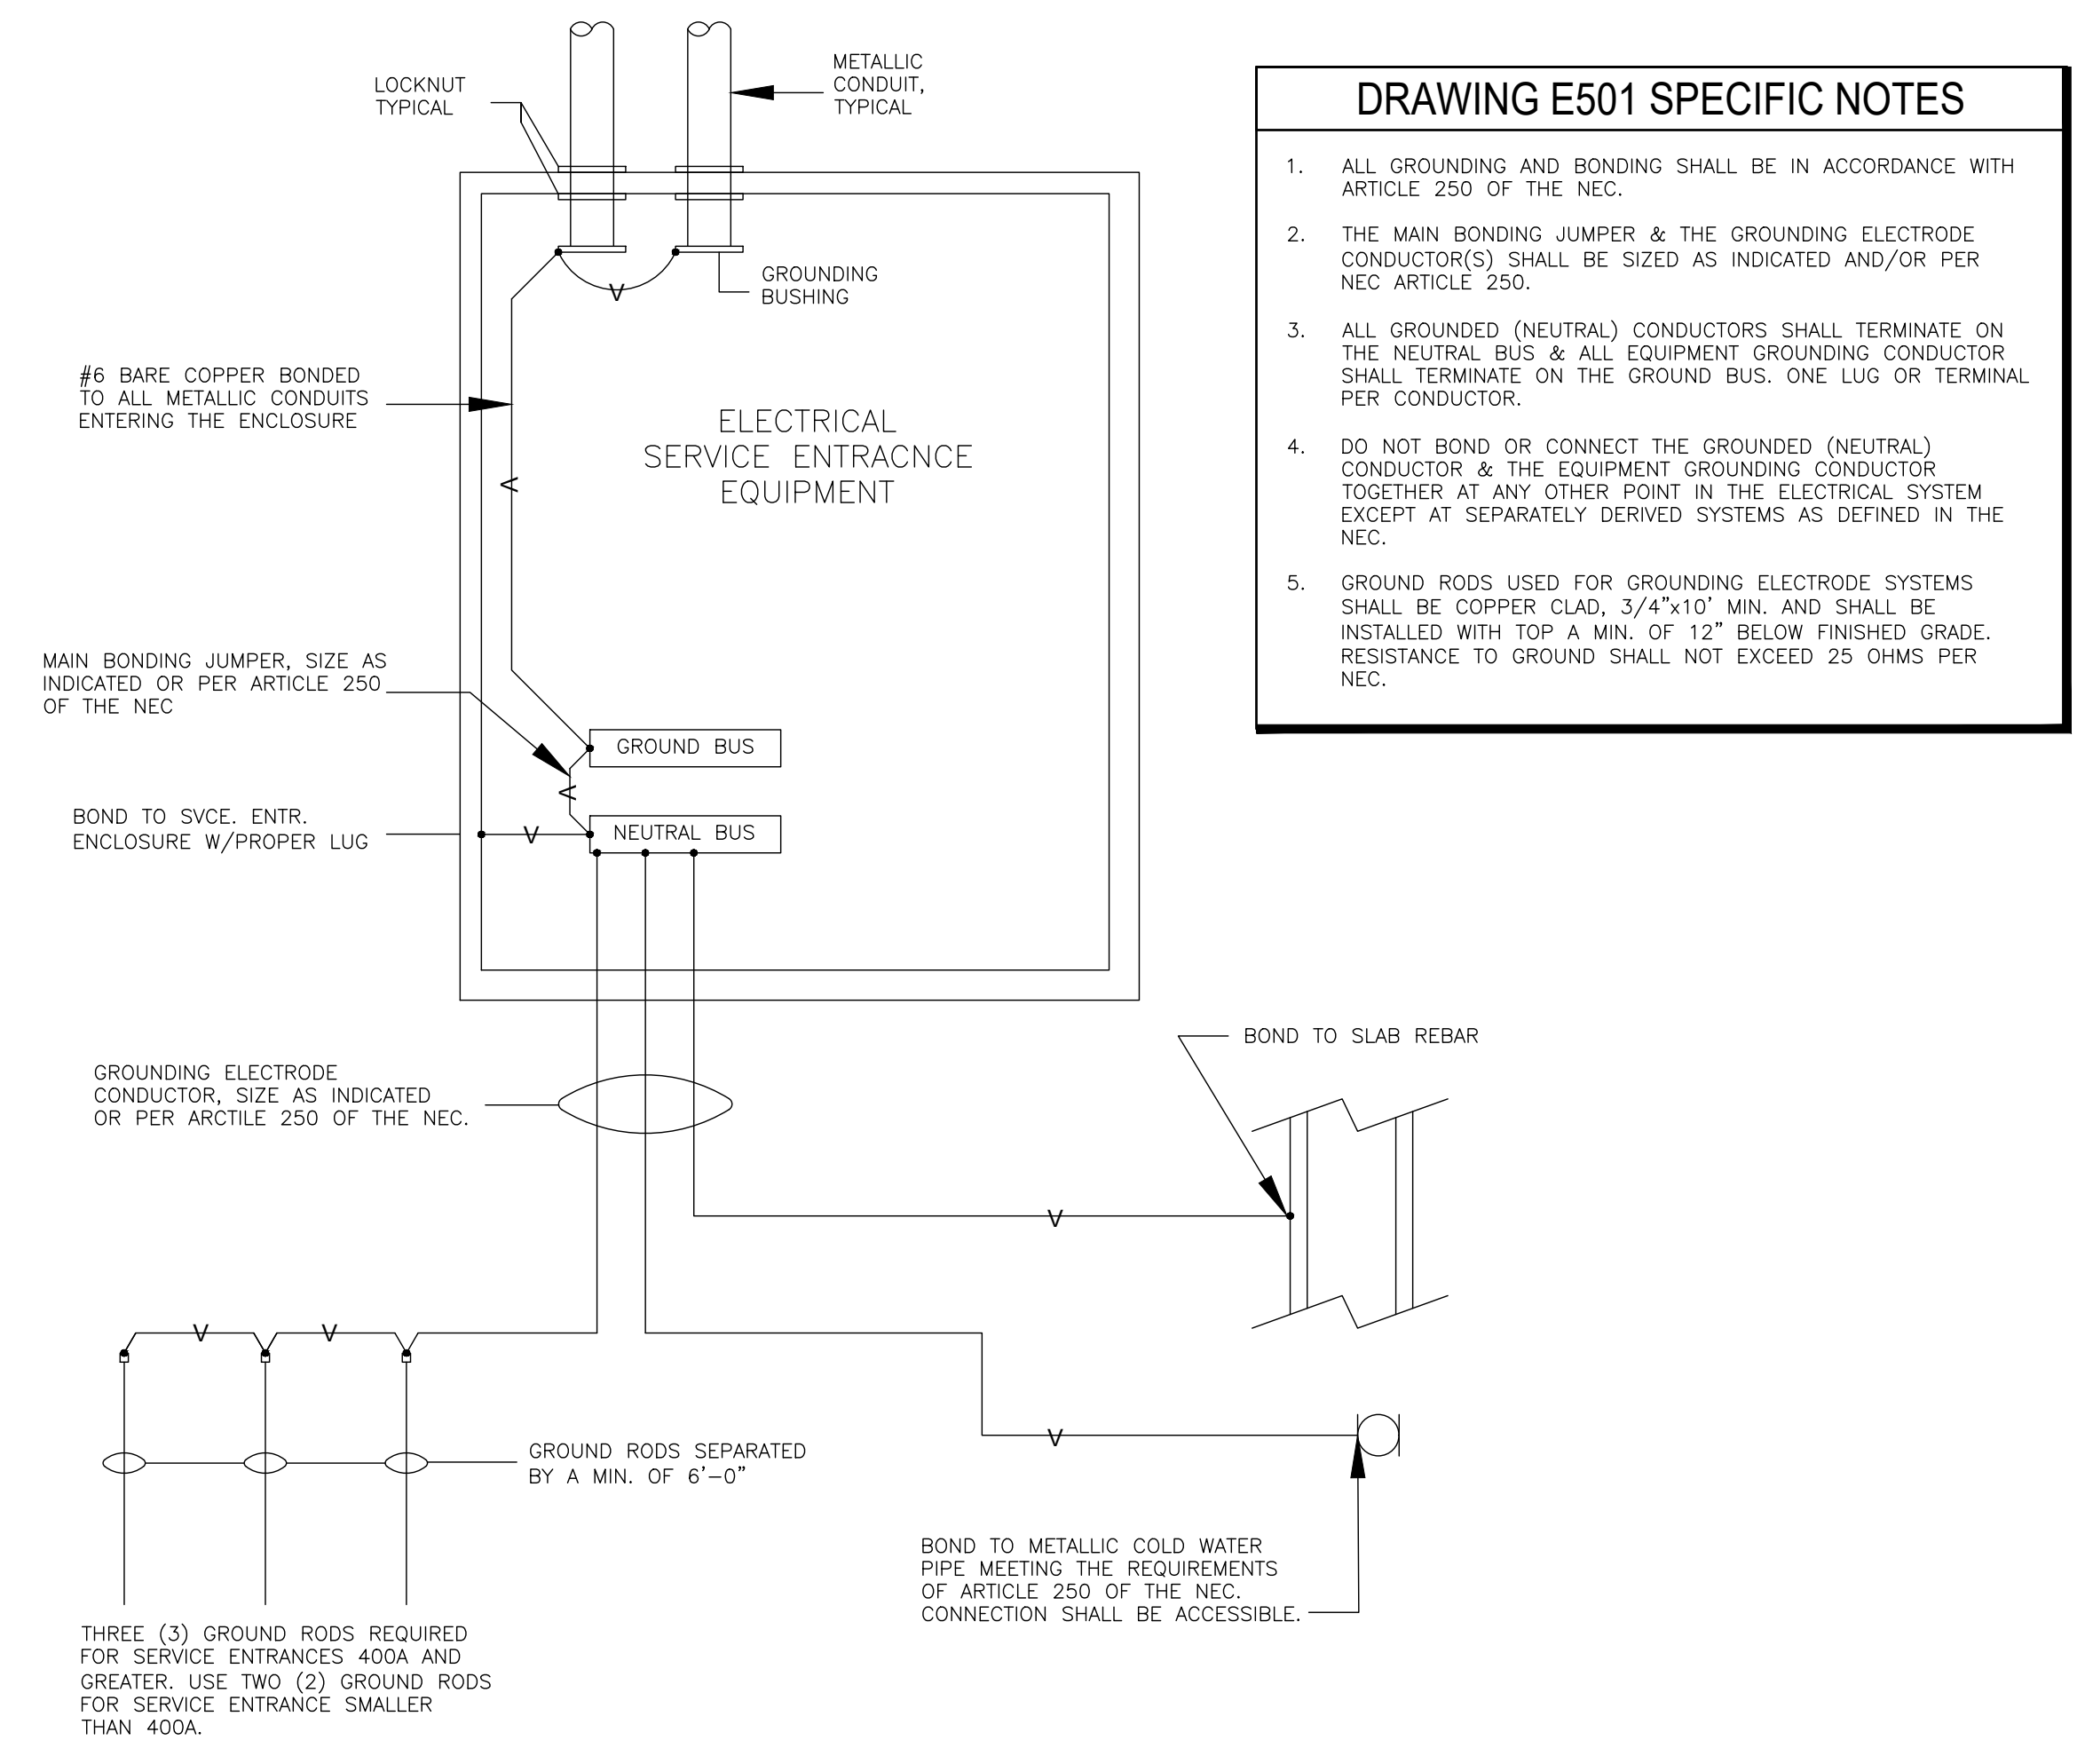 LOCKNUT
TYPICAL
METALLIC
CONDUIT,
TYPICAL
GROUNDING
BUSHING
V
#6 BARE COPPER BONDED
TO ALL METALLIC CONDUITS
ENTERING THE ENCLOSURE
V
ELECTRICAL
SERVICE ENTRACNCE
EQUIPMENT
MAIN BONDING JUMPER, SIZE AS
INDICATED OR PER ARTICLE 250
OF THE NEC
GROUND BUS
V
BOND TO SVCE. ENTR.
ENCLOSURE W/PROPER LUG
V
NEUTRAL BUS
GROUNDING ELECTRODE
CONDUCTOR, SIZE AS INDICATED
OR PER ARCTILE 250 OF THE NEC.
BOND TO SLAB REBAR
V
V
V
V
GROUND RODS SEPARATED
BY A MIN. OF 6'-0"
BOND TO METALLIC COLD WATER
PIPE MEETING THE REQUIREMENTS
OF ARTICLE 250 OF THE NEC.
CONNECTION SHALL BE ACCESSIBLE.
THREE (3) GROUND RODS REQUIRED
FOR SERVICE ENTRANCES 400A AND
GREATER. USE TWO (2) GROUND RODS
FOR SERVICE ENTRANCE SMALLER
THAN 400A.
DRAWING E501 SPECIFIC NOTES
1. ALL GROUNDING AND BONDING SHALL BE IN ACCORDANCE WITH
ARTICLE 250 OF THE NEC.
2. THE MAIN BONDING JUMPER & THE GROUNDING ELECTRODE
CONDUCTOR(S) SHALL BE SIZED AS INDICATED AND/OR PER
NEC ARTICLE 250.
3. ALL GROUNDED (NEUTRAL) CONDUCTORS SHALL TERMINATE ON
THE NEUTRAL BUS & ALL EQUIPMENT GROUNDING CONDUCTOR
SHALL TERMINATE ON THE GROUND BUS. ONE LUG OR TERMINAL
PER CONDUCTOR.
4. DO NOT BOND OR CONNECT THE GROUNDED (NEUTRAL)
CONDUCTOR & THE EQUIPMENT GROUNDING CONDUCTOR
TOGETHER AT ANY OTHER POINT IN THE ELECTRICAL SYSTEM
EXCEPT AT SEPARATELY DERIVED SYSTEMS AS DEFINED IN THE
NEC.
5. GROUND RODS USED FOR GROUNDING ELECTRODE SYSTEMS
SHALL BE COPPER CLAD, 3/4"x10' MIN. AND SHALL BE
INSTALLED WITH TOP A MIN. OF 12" BELOW FINISHED GRADE.
RESISTANCE TO GROUND SHALL NOT EXCEED 25 OHMS PER
NEC.